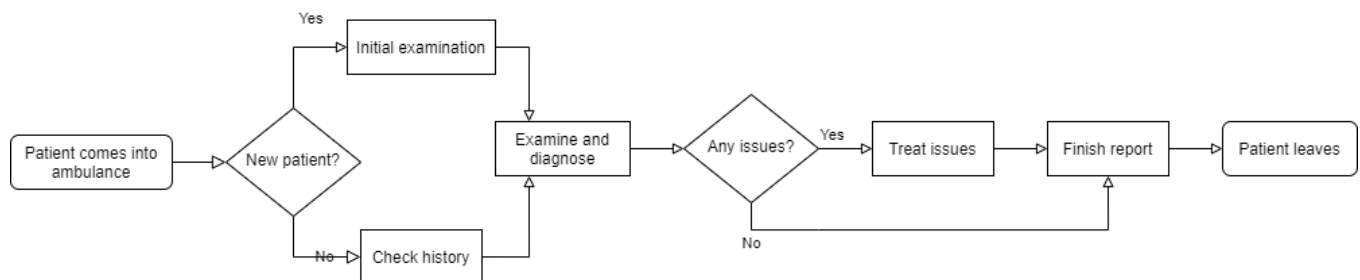 Yes
Initial examination
Patient comes into
ambulance
New patient?
No
Check history
Examine and
diagnose
Any issues?
Yes
No
Treat issues
Finish report
Patient leaves